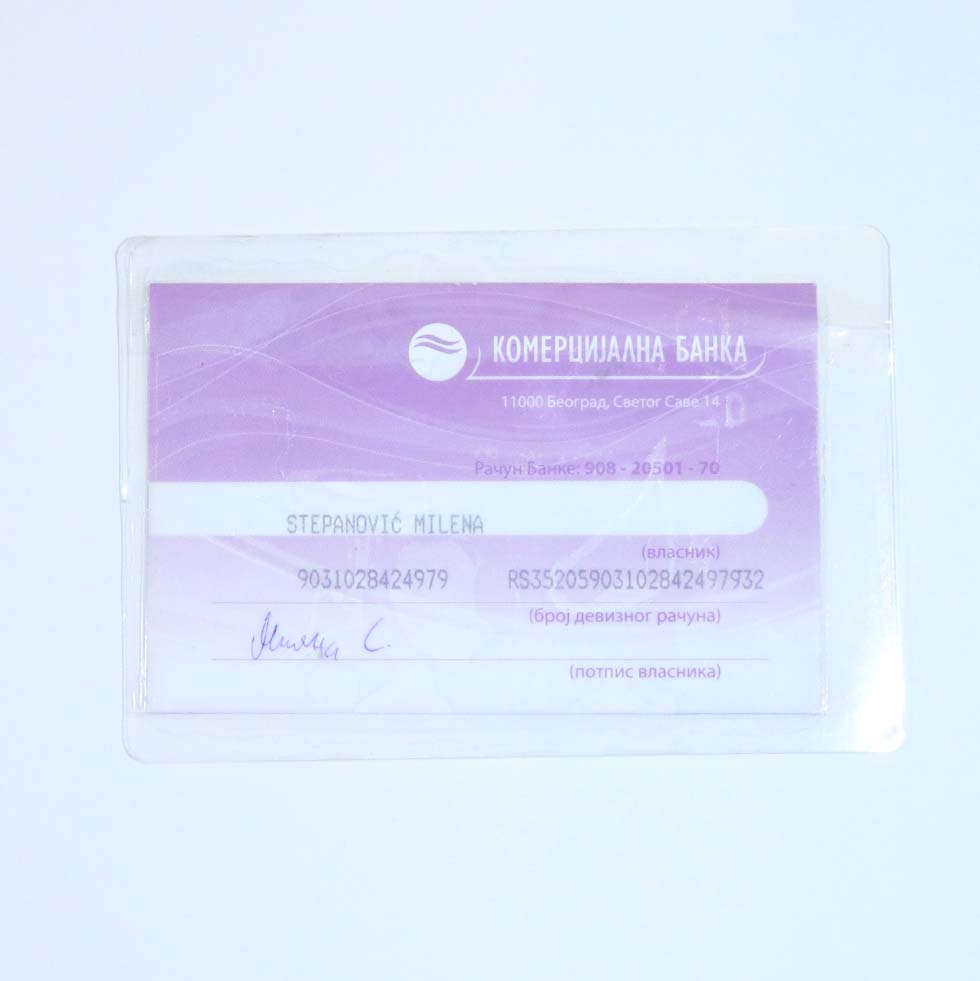 КОМЕРЦИЈАЛНА БАНКА
11000 Београд, Светог Саве 14
Рачун Банке: 908 - 20501 - 70
STEPANOVIĆ MILENA
(власник)
9031028424979 RS35205903102842497932
(број девизног рачуна)
Милена С.
(потпис власника)